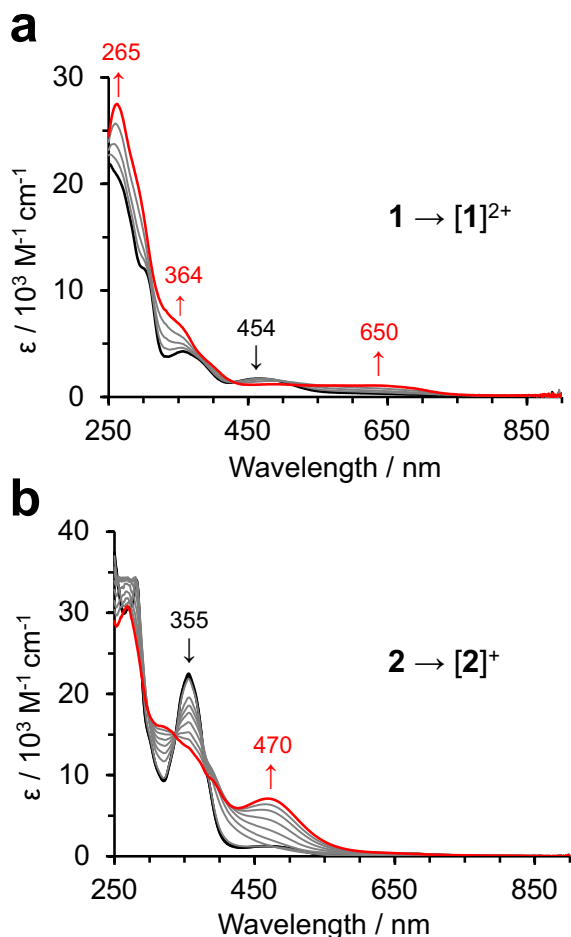 a
265
30
20
10
0
ε / 10³ M⁻¹ cm⁻¹
364
454
650
1 → [1]²⁺
250 450 650 850
Wavelength / nm
b
40
30
20
10
0
ε / 10³ M⁻¹ cm⁻¹
355
470
2 → [2]⁺
250 450 650 850
Wavelength / nm